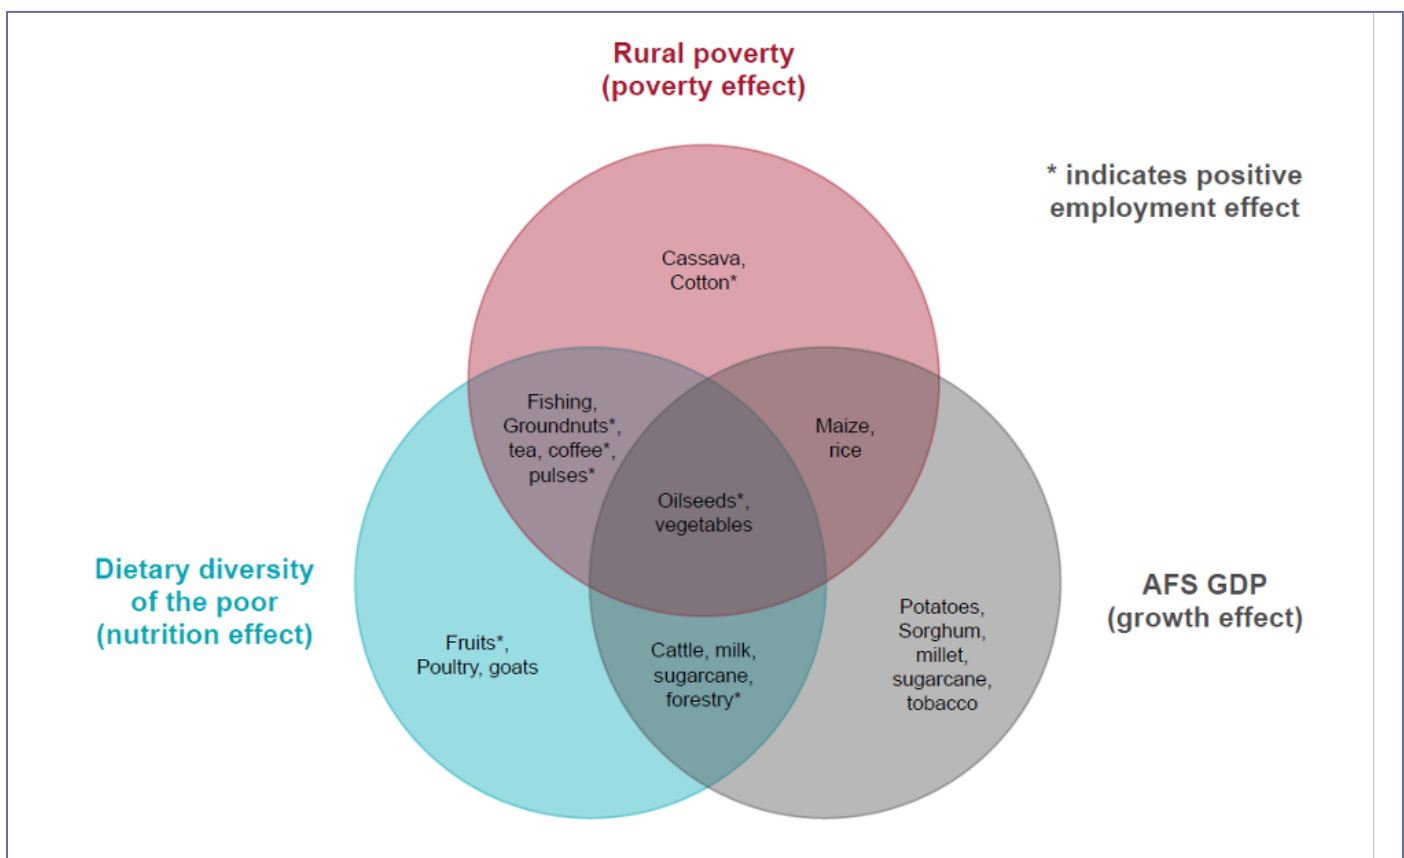 Rural poverty
(poverty effect)
* indicates positive
employment effect
Cassava,
Cotton*
Fishing,
Groundnuts*,
tea, coffee*,
pulses*
Maize,
rice
Oilseeds*,
vegetables
Dietary diversity
of the poor
(nutrition effect)
AFS GDP
(growth effect)
Fruits*,
Poultry, goats
Cattle, milk,
sugarcane,
forestry*
Potatoes,
Sorghum,
millet,
sugarcane,
tobacco